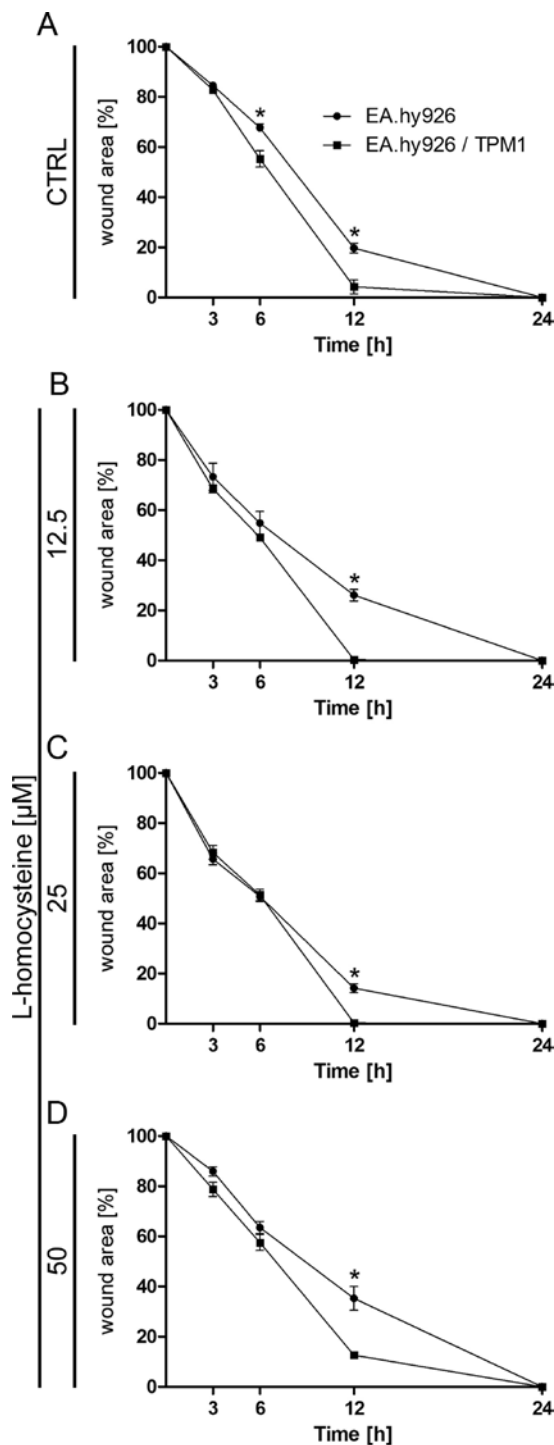 A
CTRL
wound area [%]
100
80
60
40
20
0
*
*
EA.hy926
EA.hy926 / TPM1
3 6 12 24
Time [h]
L-homocysteine [µM]
B
12.5
wound area [%]
100
80
60
40
20
0
*
3 6 12 24
Time [h]
C
25
wound area [%]
100
80
60
40
20
0
*
3 6 12 24
Time [h]
D
50
wound area [%]
100
80
60
40
20
0
*
3 6 12 24
Time [h]